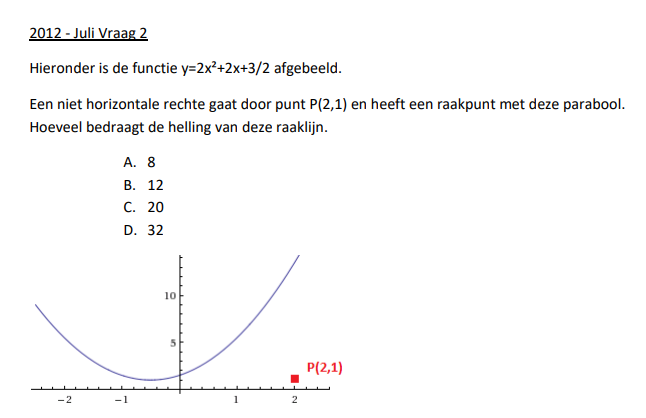 2012 - Juli Vraag 2
Hieronder is de functie y=2x²+2x+3/2 afgebeeld.
Een niet horizontale rechte gaat door punt P(2,1) en heeft een raakpunt met deze parabool.
Hoeveel bedraagt de helling van deze raaklijn.
A. 8
B. 12
C. 20
D. 32
10
5
P(2,1)
-2 -1 1 2